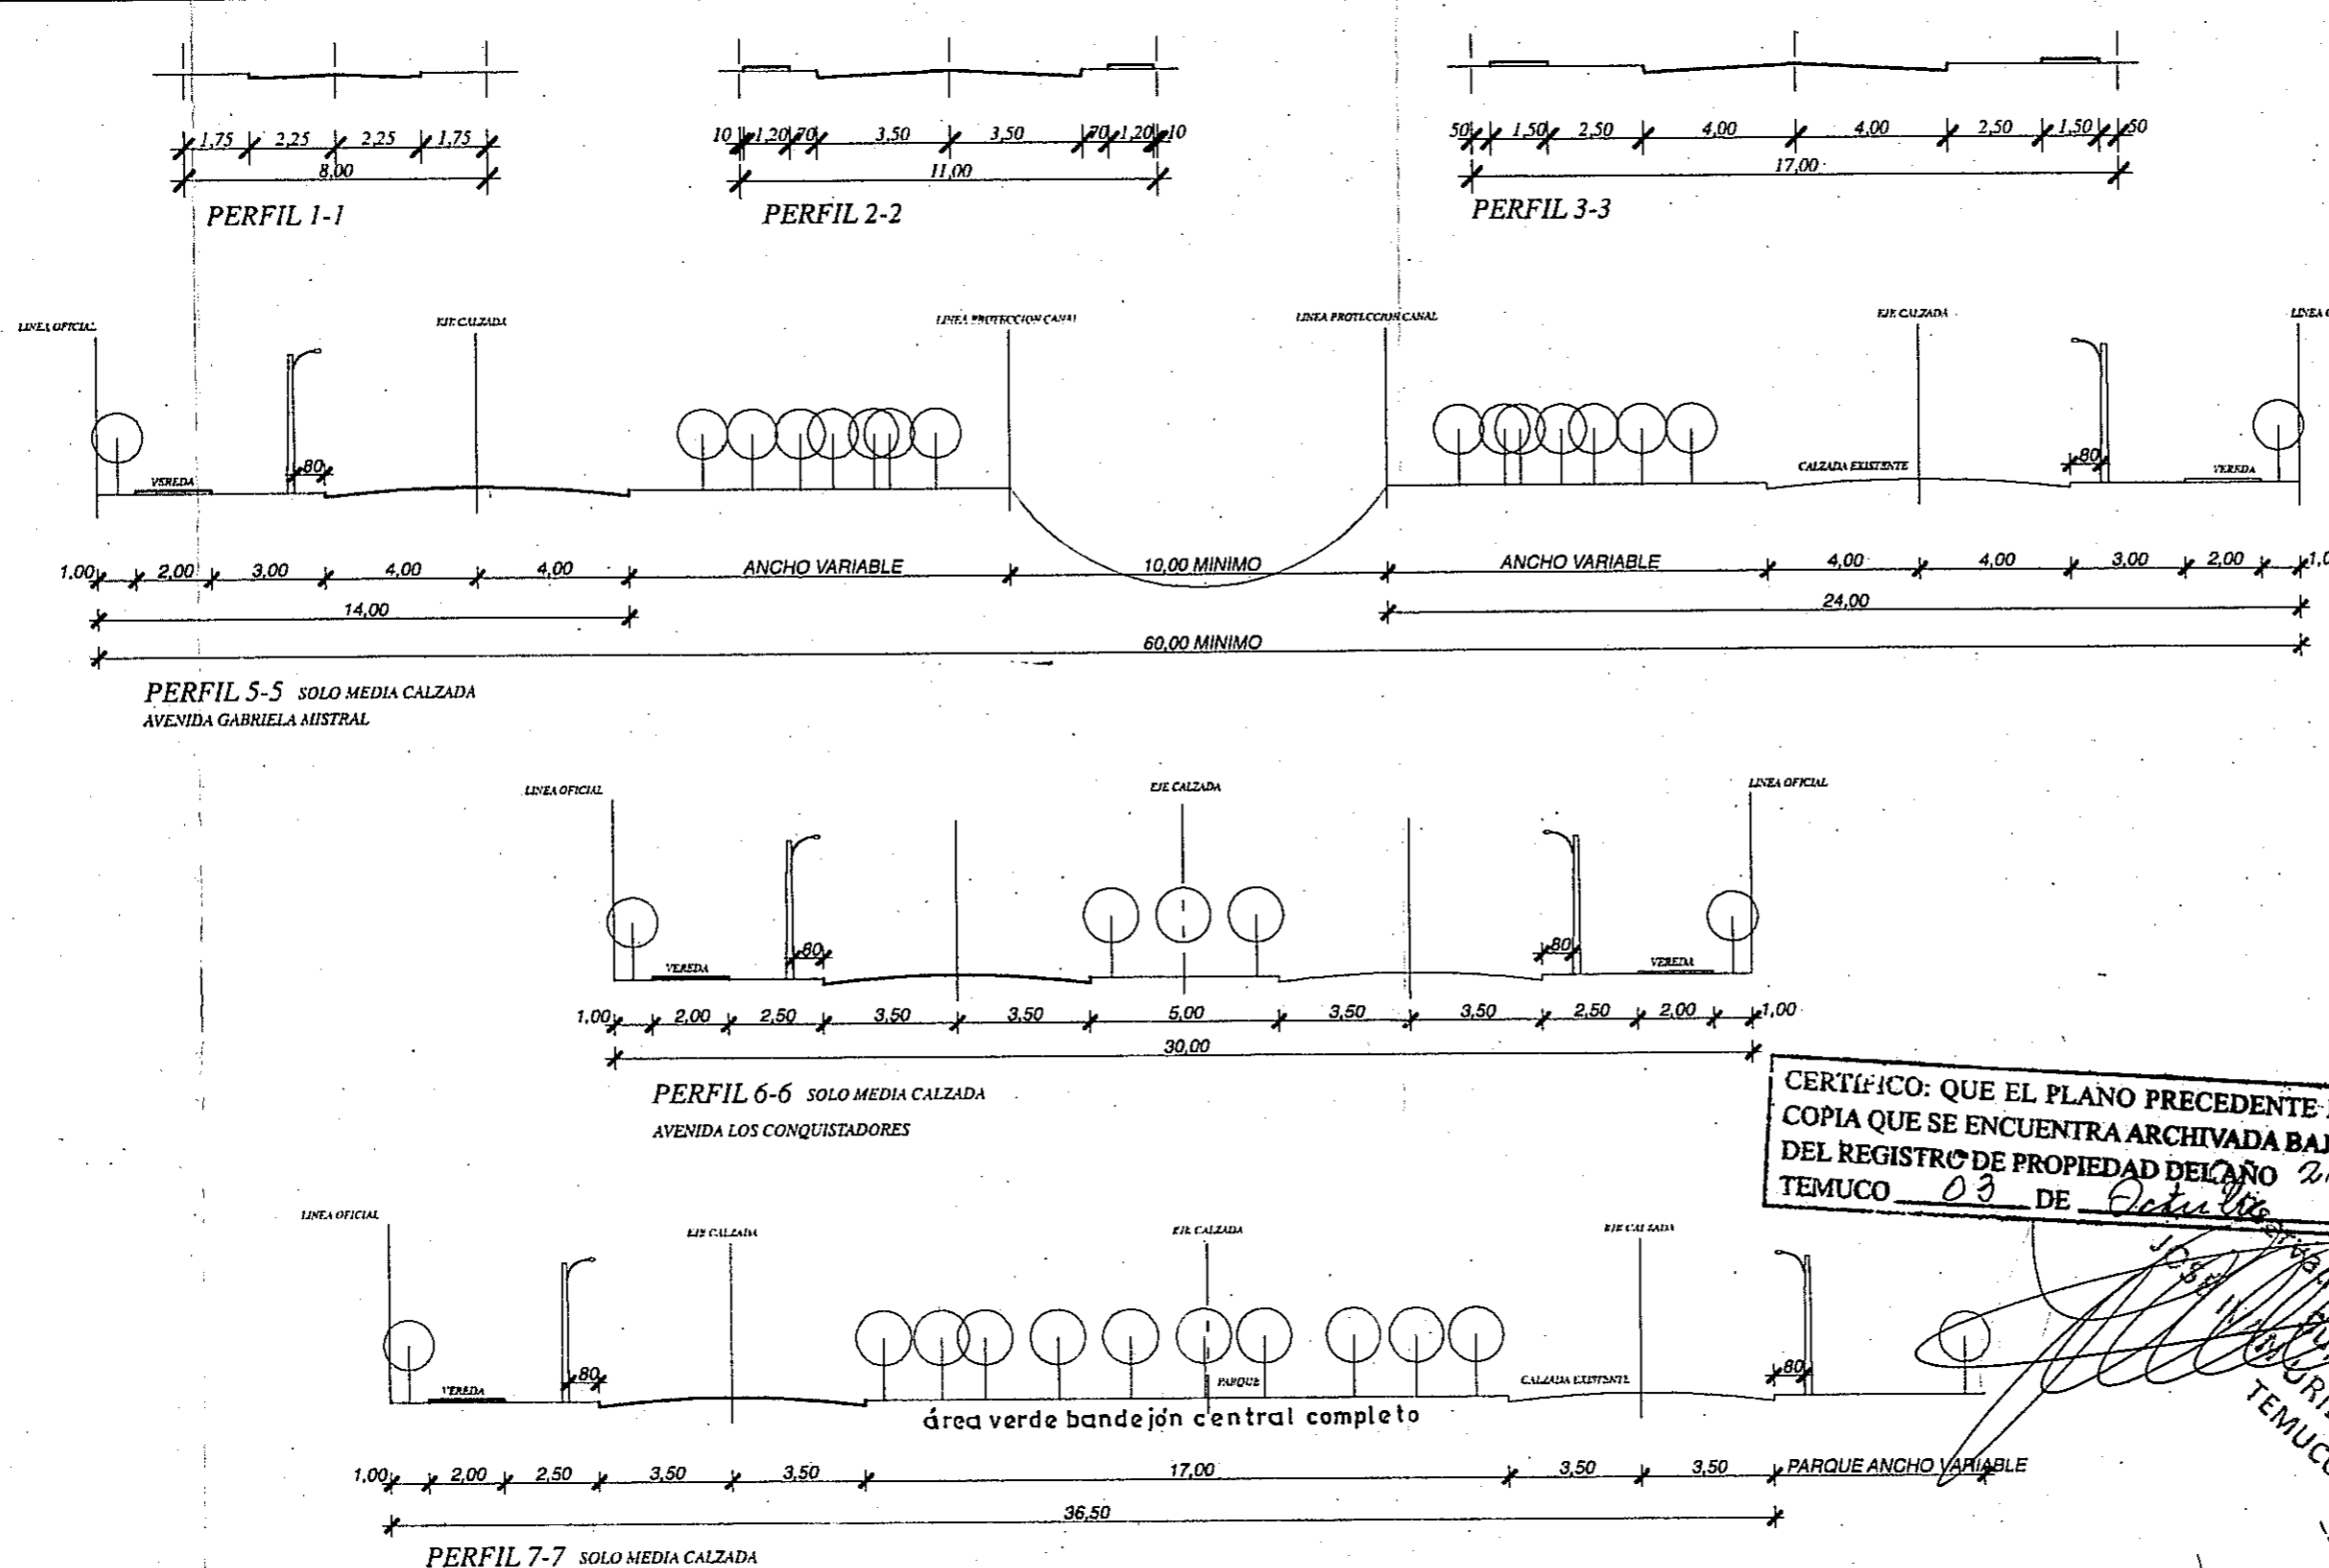 1,75 2,25 2,25 1,75
8,00
PERFIL 1-1
10 1,20 70 3,50 3,50 70 1,20 10
11,00
PERFIL 2-2
50 1,50 2,50 4,00 4,00 2,50 1,50 50
17,00
PERFIL 3-3
LINEA OFICIAL EJE CALZADA LINEA PROTECCION CANAL LINEA PROTECCION CANAL EJE CALZADA LINEA
80 80
VEREDA CALZADA EXISTENTE VEREDA
1,00 2,00 3,00 4,00 4,00 ANCHO VARIABLE 10,00 MINIMO ANCHO VARIABLE 4,00 4,00 3,00 2,00 1,0
14,00 24,00
60,00 MINIMO
PERFIL 5-5 SOLO MEDIA CALZADA
AVENIDA GABRIELA MISTRAL
LINEA OFICIAL EJE CALZADA LINEA OFICIAL
80 80
VEREDA VEREDA
1,00 2,00 2,50 3,50 3,50 5,00 3,50 3,50 2,50 2,00 1,00
30,00
PERFIL 6-6 SOLO MEDIA CALZADA
AVENIDA LOS CONQUISTADORES
CERTIFICO: QUE EL PLANO PRECEDENTE
COPIA QUE SE ENCUENTRA ARCHIVADA BAJ
DEL REGISTRO DE PROPIEDAD DEL AÑO 2
TEMUCO 03 DE Octubre
LINEA OFICIAL EJE CALZADA EJE CALZADA EJE CALZADA
80 80
VEREDA PARQUE CALZADA EXISTENTE
área verde bandejón central completo
1,00 2,00 2,50 3,50 3,50 17,00 3,50 3,50 PARQUE ANCHO VARIABLE
36,50
PERFIL 7-7 SOLO MEDIA CALZADA
JOSE
TEMUCO